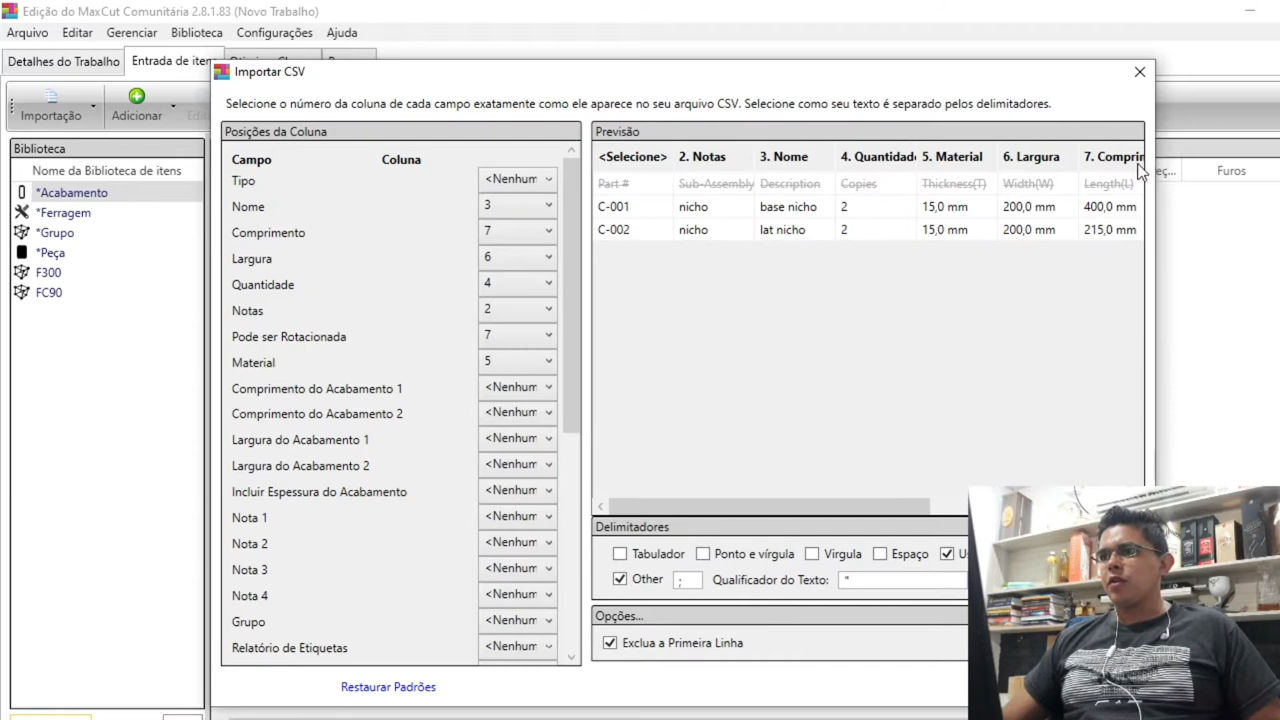 Edição do MaxCut Comunitária 2.8.1.83 (Novo Trabalho)
Arquivo Editar Gerenciar Biblioteca Configurações Ajuda
Detalhes do Trabalho Entrada de itens
Importar CSV
Selecione o número da coluna de cada campo exatamente como ele aparece no seu arquivo CSV. Selecione como seu texto é separado pelos delimitadores.
Importação Adicionar
Biblioteca
Nome da Biblioteca de itens
*Acabamento
*Ferragem
*Grupo
*Peça
F300
FC90
Posições da Coluna
Campo Coluna
Tipo <Nenhum
Nome 3
Comprimento 7
Largura 6
Quantidade 4
Notas 2
Pode ser Rotacionada 7
Material 5
Comprimento do Acabamento 1 <Nenhum
Comprimento do Acabamento 2 <Nenhum
Largura do Acabamento 1 <Nenhum
Largura do Acabamento 2 <Nenhum
Incluir Espessura do Acabamento <Nenhum
Nota 1 <Nenhum
Nota 2 <Nenhum
Nota 3 <Nenhum
Nota 4 <Nenhum
Grupo <Nenhum
Relatório de Etiquetas <Nenhum
Restaurar Padrões
Previsão
<Selecione> 2. Notas 3. Nome 4. Quantidade 5. Material 6. Largura 7. Comprin
Part # Sub-Assembly Description Copies Thickness(T) Width(W) Length(L)
C-001 nicho base nicho 2 15,0 mm 200,0 mm 400,0 mm
C-002 nicho lat nicho 2 15,0 mm 200,0 mm 215,0 mm
Delimitadores
Tabulador Ponto e vírgula Virgula Espaço U
Other ; Qualificador do Texto: "
Opções...
Exclua a Primeira Linha
eç... Furos